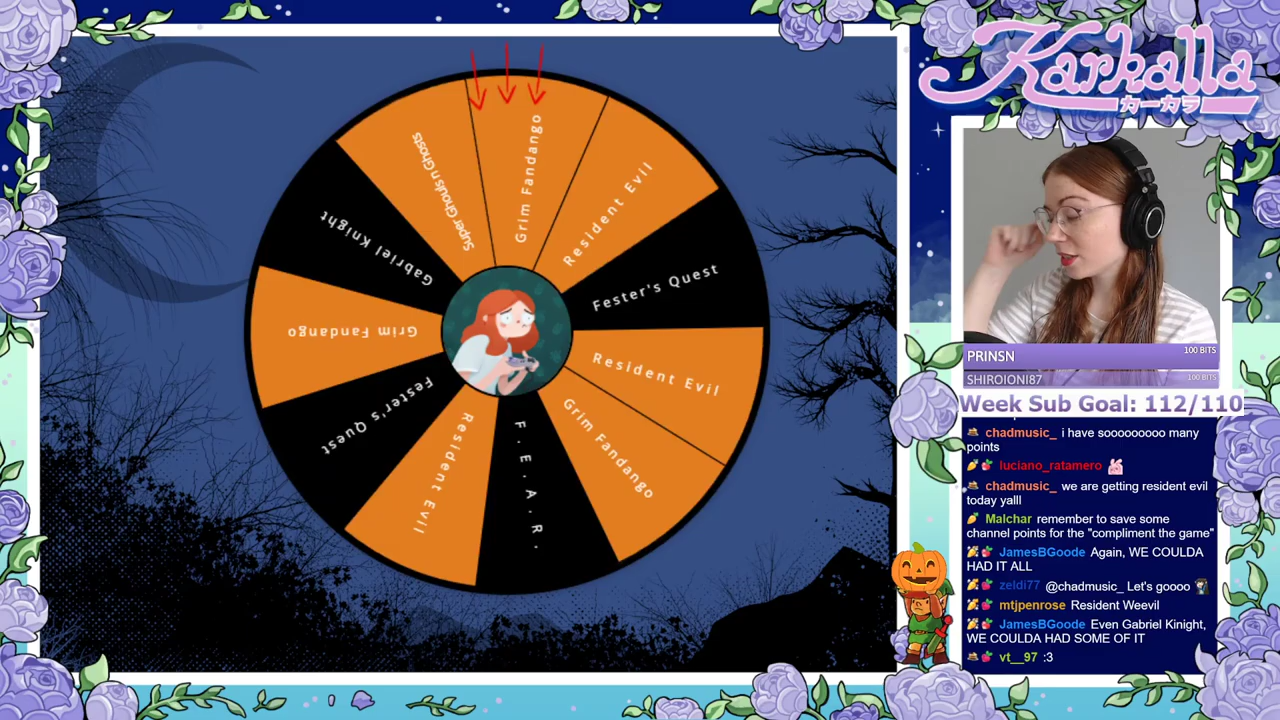 Karkalla
カーカラ
Super Ghouls n Ghosts
Grim Fandango
Resident Evil
Fester's Quest
Resident Evil
Grim Fandango
F.E.A.R.
Resident Evil
Fester's Quest
Grim Fandango
Gabriel Knight
PRINSN 100 BITS
SHIROIONI87 100 BITS
Week Sub Goal: 112/110
chadmusic_ i have sooooooooo many
points
luciano_ratamero
chadmusic_ we are getting resident evil
today yalll
Malchar remember to save some
channel points for the "compliment the game"
JamesBGoode Again, WE COULDA
HAD IT ALL
zeldi77 @chadmusic_ Let's goooo
mtjpenrose Resident Weevil
JamesBGoode Even Gabriel Kinight,
WE COULDA HAD SOME OF IT
vt__97 :3